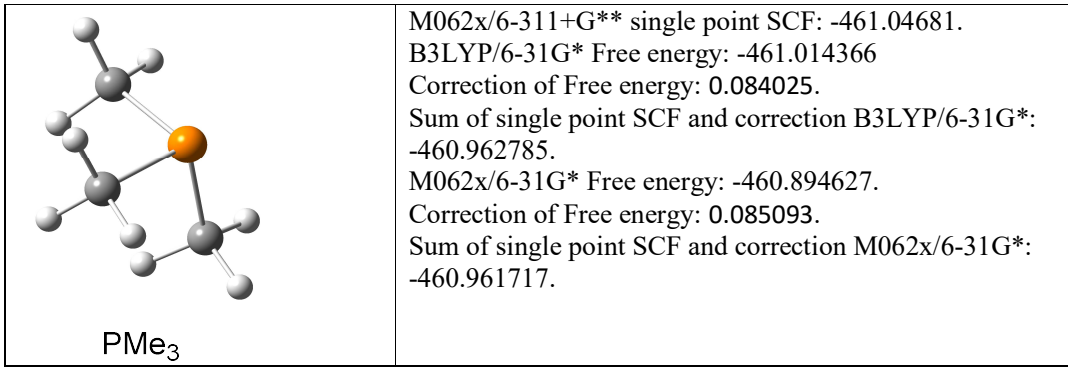 M062x/6-311+G** single point SCF: -461.04681.
B3LYP/6-31G* Free energy: -461.014366
Correction of Free energy: 0.084025.
Sum of single point SCF and correction B3LYP/6-31G*:
-460.962785.
M062x/6-31G* Free energy: -460.894627.
Correction of Free energy: 0.085093.
Sum of single point SCF and correction M062x/6-31G*:
-460.961717.
PMe₃